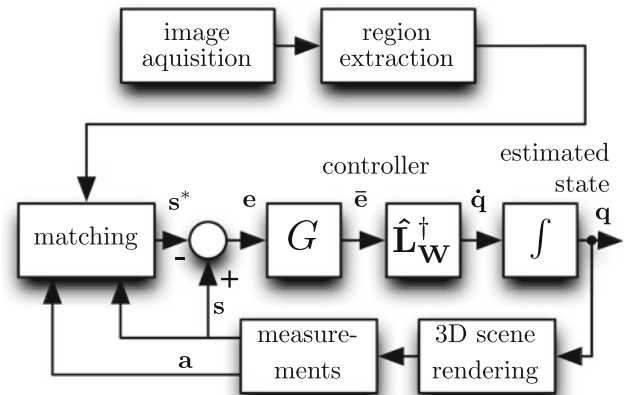 image
aquisition
region
extraction
controller
estimated
state
matching
s*
-
+
s
e
G
ē
L̂†W
q̇
∫
q
a
measure-
ments
3D scene
rendering